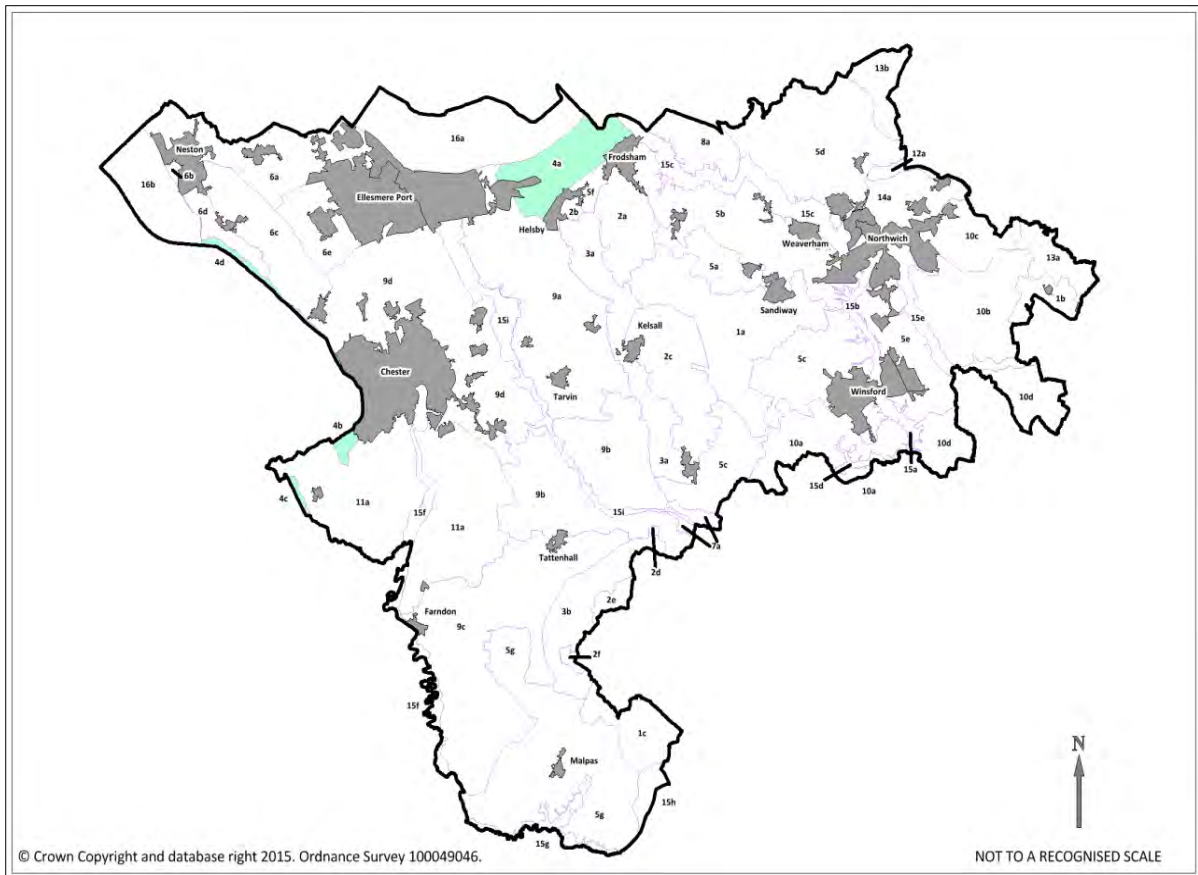 13b
16a
8a
5d
Neston
4a
Frodsham
12a
6a
15c
6b
16b
Ellesmere Port
5f
14a
2b
2a
5b
15c
6d
Helsby
Weaverham
Northwich
10c
6c
6e
3a
13a
4d
5a
9d
9a
1b
15i
15b
Sandiway
10b
Kelsall
15e
1a
5e
2c
5c
Chester
Winsford
9d
Tarvin
10d
4b
9b
3a
5c
10a
10d
15a
4c
11a
9b
15d
10a
15f
15i
11a
7a
Tattenhall
2d
2e
3b
Farndon
9c
5g
2f
15f
1c
N
Malpas
15h
5g
15g
© Crown Copyright and database right 2015. Ordnance Survey 100049046.
NOT TO A RECOGNISED SCALE